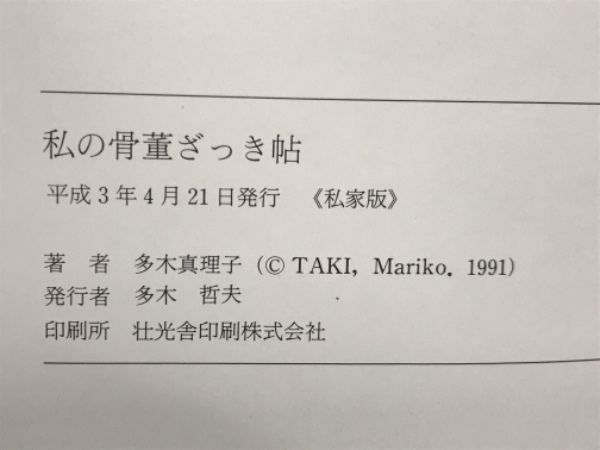 私の骨董ざっき帖
平成3年4月21日発行 《私家版》
著 者 多木真理子 (© TAKI, Mariko. 1991)
発行者 多木 哲夫
印刷所 壮光舎印刷株式会社